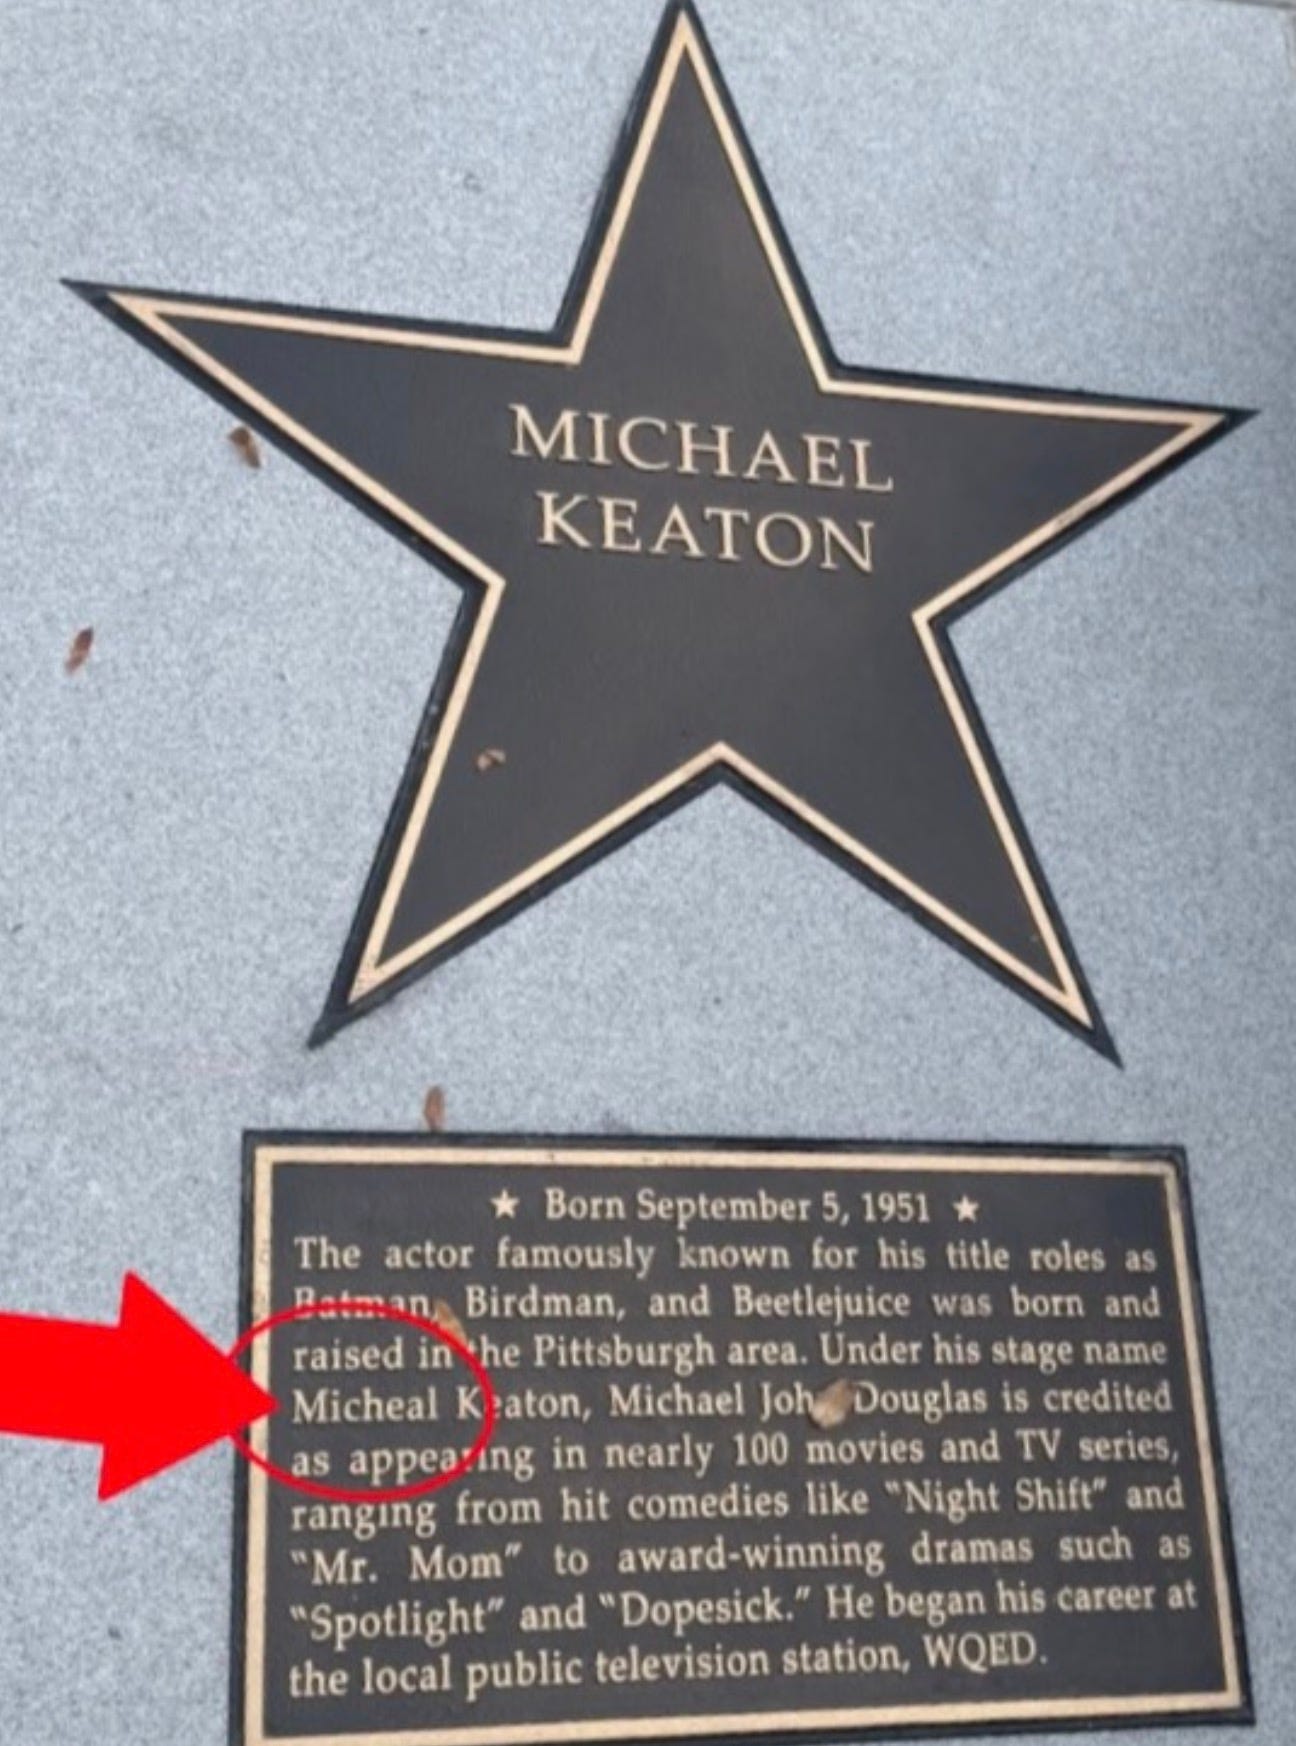 MICHAEL
KEATON
★ Born September 5, 1951 ★
The actor famously known for his title roles as
Batman, Birdman, and Beetlejuice was born and
raised in the Pittsburgh area. Under his stage name
Micheal Keaton, Michael Joh Douglas is credited
as appearing in nearly 100 movies and TV series,
ranging from hit comedies like "Night Shift" and
"Mr. Mom" to award-winning dramas such as
"Spotlight" and "Dopesick." He began his career at
the local public television station, WQED.